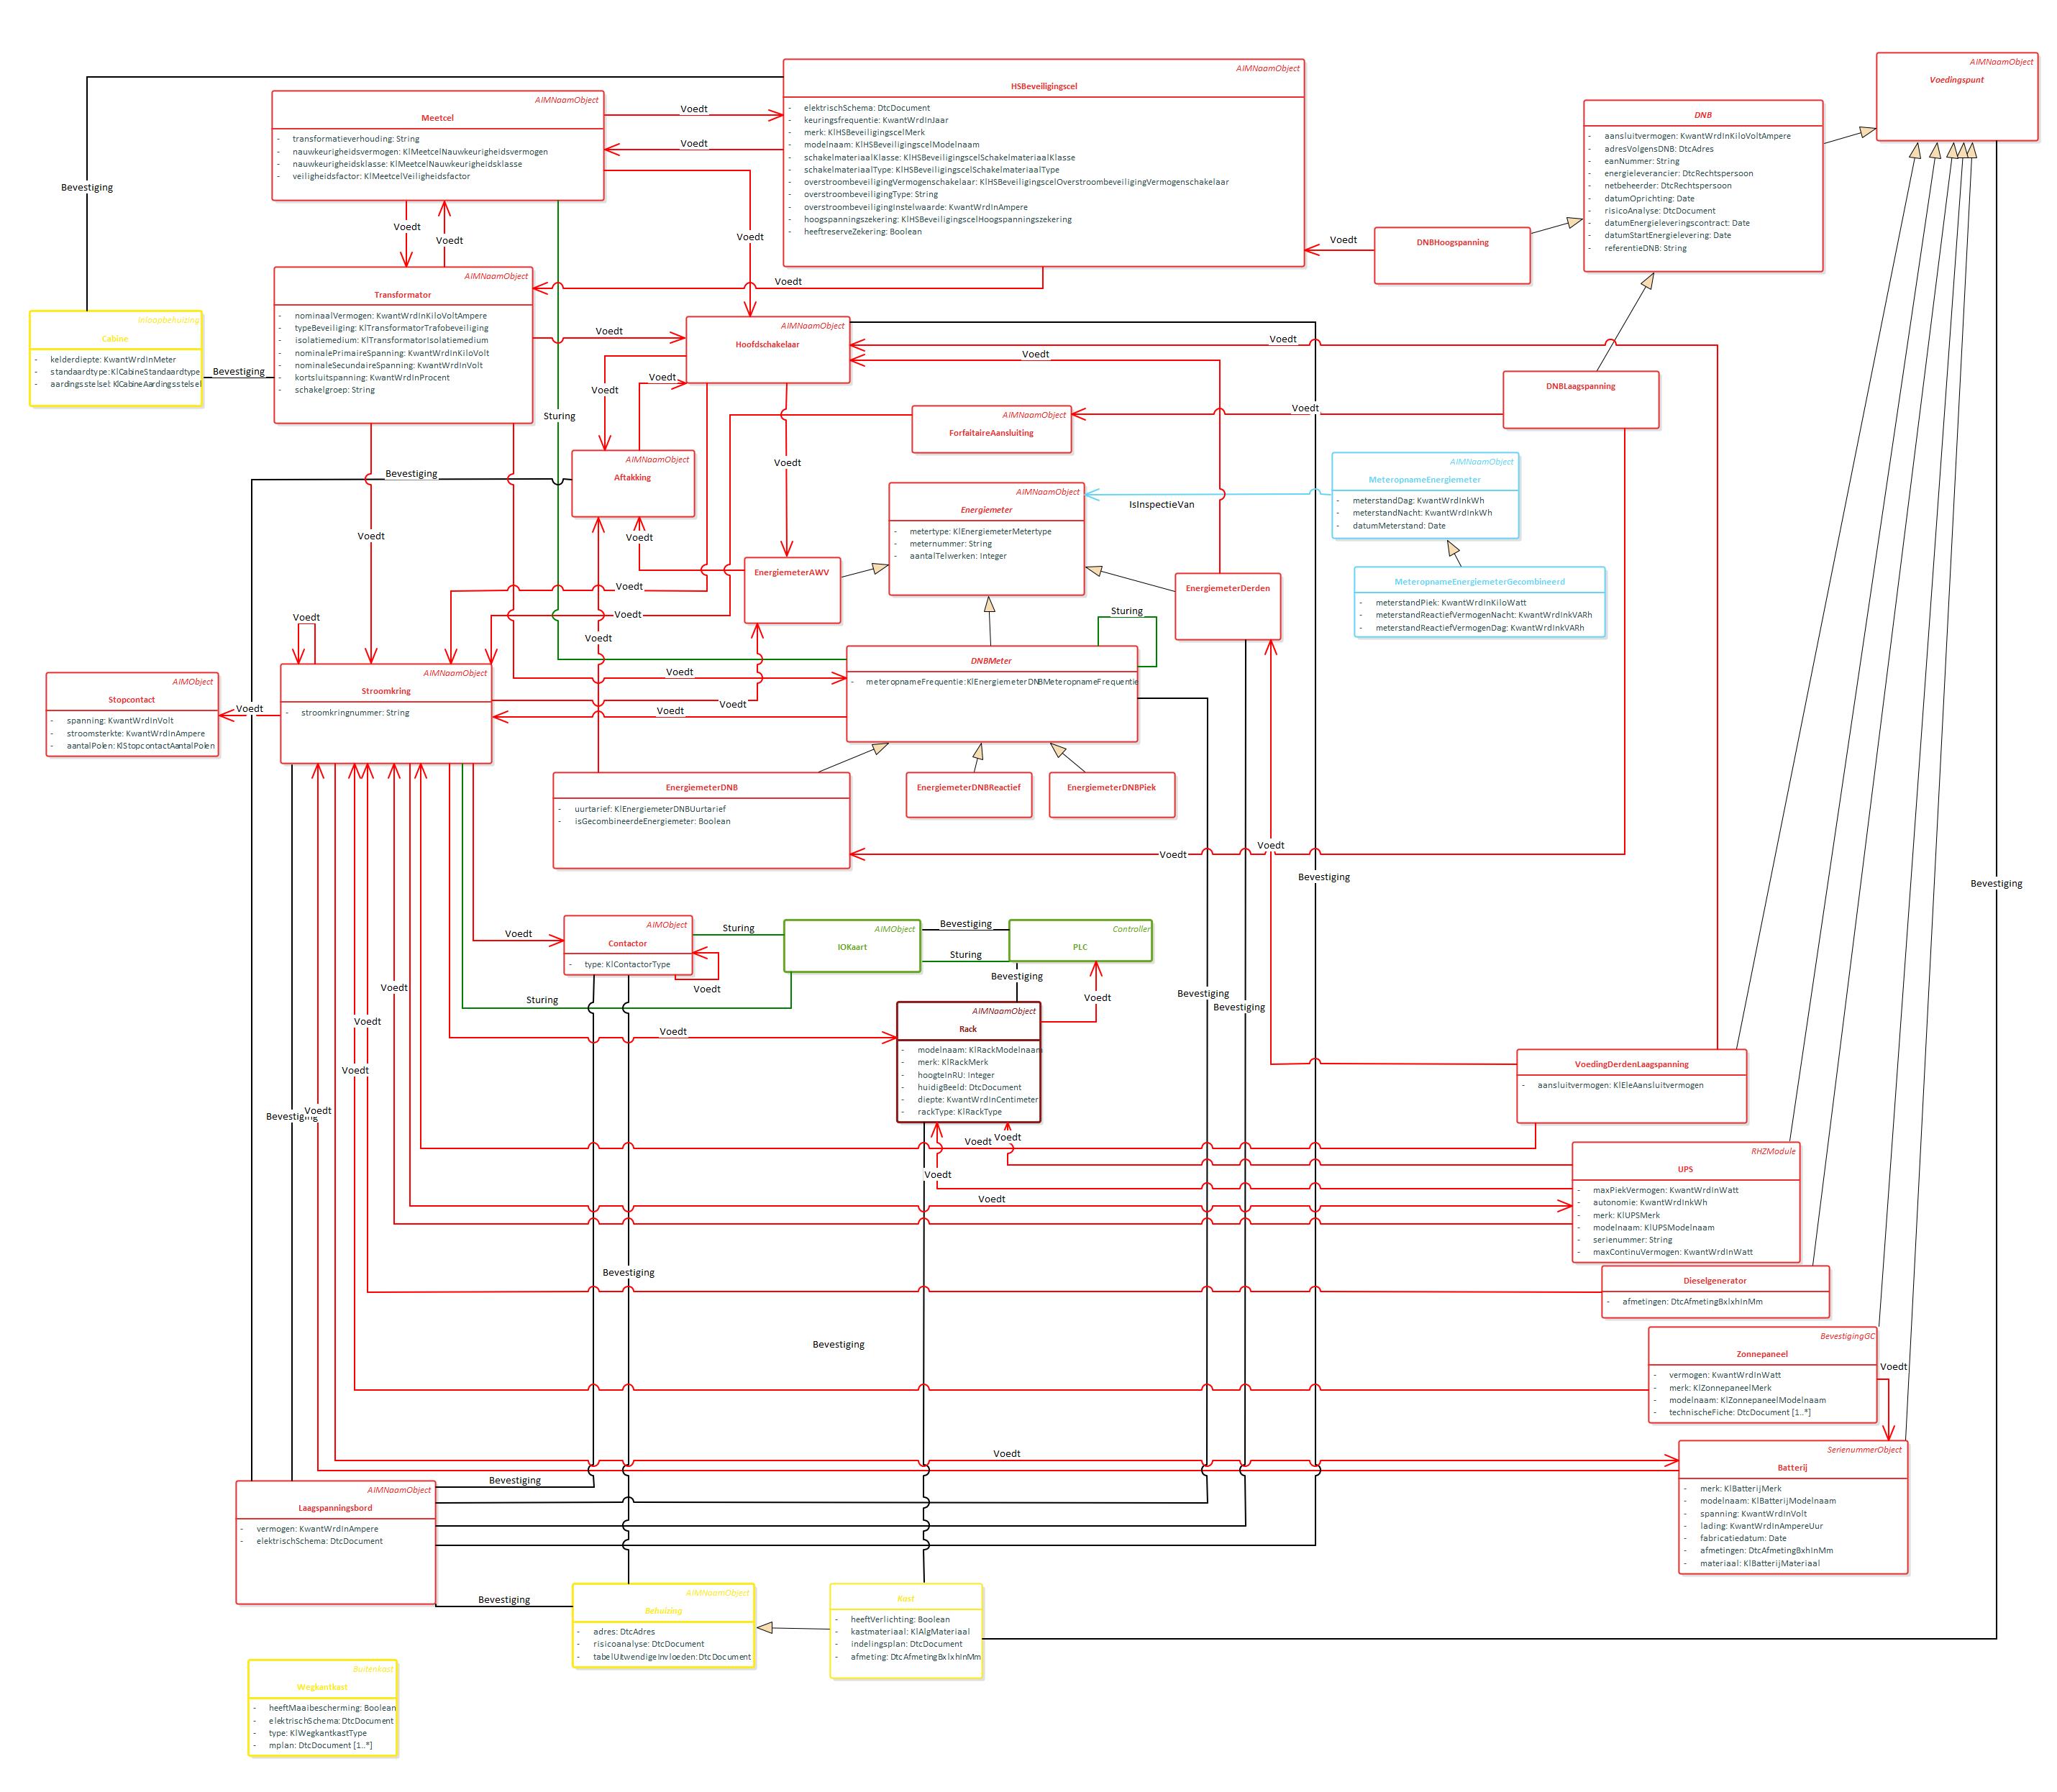 AIMNaamObject
Voedingspunt
AIMNaamObject
HSBeveiligingscel
- elektrischSchema: DtcDocument
- keuringsfrequentie: KwantWrdInJaar
- merk: KlHSBeveiligingscelMerk
- modelnaam: KlHSBeveiligingscelModelnaam
- schakelmateriaalKlasse: KlHSBeveiligingscelSchakelmateriaalKlasse
- schakelmateriaalType: KlHSBeveiligingscelSchakelmateriaalType
- overstroombeveiligingVermogenschakelaar: KlHSBeveiligingscelOverstroombeveiligingVermogenschakelaar
- overstroombeveiligingType: String
- overstroombeveiligingInstelwaarde: KwantWrdInAmpere
- hoogspanningszekering: KlHSBeveiligingscelHoogspanningszekering
- heeftreserveZekering: Boolean
AIMNaamObject
Meetcel
- transformatieverhouding: String
- nauwkeurigheidsvermogen: KlMeetcelNauwkeurigheidsvermogen
- nauwkeurigheidsklasse: KlMeetcelNauwkeurigheidsklasse
- veiligheidsfactor: KlMeetcelVeiligheidsfactor
Voedt
Voedt
DNB
- aansluitvermogen: KwantWrdInKiloVoltAmpere
- adresVolgensDNB: DtcAdres
- eanNummer: String
- energieleverancier: DtcRechtspersoon
- netbeheerder: DtcRechtspersoon
- datumOprichting: Date
- risicoAnalyse: DtcDocument
- datumEnergieleveringscontract: Date
- datumStartEnergielevering: Date
- referentieDNB: String
Bevestiging
Voedt
Voedt
Voedt
Voedt
DNBHoogspanning
AIMNaamObject
Transformator
- nominaalVermogen: KwantWrdInKiloVoltAmpere
- typeBeveiliging: KlTransformatorTrafobeveiliging
- isolatiemedium: KlTransformatorIsolatiemedium
- nominalePrimaireSpanning: KwantWrdInKiloVolt
- nominaleSecundaireSpanning: KwantWrdInVolt
- kortsluitspanning: KwantWrdInProcent
- schakelgroep: String
Voedt
Inloopbehuizing
Cabine
- kelderdiepte: KwantWrdInMeter
- standaardtype: KlCabineStandaardtype
- aardingsstelsel: KlCabineAardingsstelsel
Bevestiging
Voedt
AIMNaamObject
Hoofdschakelaar
Voedt
Voedt
Voedt
Voedt
DNBLaagspanning
Sturing
AIMNaamObject
ForfaitaireAansluiting
Voedt
Voedt
AIMNaamObject
Aftakking
Bevestiging
AIMNaamObject
MeteropnameEnergiemeter
- meterstandDag: KwantWrdInkWh
- meterstandNacht: KwantWrdInkWh
- datumMeterstand: Date
AIMNaamObject
Energiemeter
- metertype: KlEnergiemeterMetertype
- meternummer: String
- aantalTelwerken: Integer
IsInspectieVan
Voedt
Voedt
EnergiemeterAWV
EnergiemeterDerden
MeteropnameEnergiemeterGecombineerd
- meterstandPiek: KwantWrdInKiloWatt
- meterstandReactiefVermogenNacht: KwantWrdInkVARh
- meterstandReactiefVermogenDag: KwantWrdInkVARh
Voedt
Voedt
Voedt
Voedt
Sturing
DNBMeter
- meteropnameFrequentie:KlEnergiemeterDNBMeteropnameFrequentie
Voedt
Voedt
Voedt
AIMObject
Stopcontact
- spanning: KwantWrdInVolt
- stroomsterkte: KwantWrdInAmpere
- aantalPolen: KlStopcontactAantalPolen
Voedt
AIMNaamObject
Stroomkring
- stroomkringnummer: String
EnergiemeterDNB
- uurtarief: KlEnergiemeterDNBUurtarief
- isGecombineerdeEnergiemeter: Boolean
EnergiemeterDNBReactief
EnergiemeterDNBPiek
Voedt
Voedt
Bevestiging
Bevestiging
Voedt
AIMObject
Contactor
- type: KlContactorType
Voedt
Sturing
AIMObject
IOKaart
Bevestiging
Sturing
Controller
PLC
Bevestiging
Voedt
Sturing
Voedt
Voedt
Voedt
Voedt
Bevestiging
Voedt
Bevestiging
Bevestiging
AIMNaamObject
Rack
- modelnaam: KlRackModelnaam
- merk: KlRackMerk
- hoogteInRU: Integer
- huidigBeeld: DtcDocument
- diepte: KwantWrdInCentimeter
- rackType: KlRackType
VoedingDerdenLaagspanning
- aansluitvermogen: KlEleAansluitvermogen
Voedt
Voedt
Voedt
Voedt
RHZModule
UPS
- maxPiekVermogen: KwantWrdInWatt
- autonomie: KwantWrdInkWh
- merk: KlUPSMerk
- modelnaam: KlUPSModelnaam
- serienummer: String
- maxContinuVermogen: KwantWrdInWatt
Bevestiging
Dieselgenerator
- afmetingen: DtcAfmetingBxlxhInMm
Bevestiging
BevestigingGC
Zonnepaneel
- vermogen: KwantWrdInWatt
- merk: KlZonnepaneelMerk
- modelnaam: KlZonnepaneelModelnaam
- technischeFiche: DtcDocument [1..*]
Voedt
Voedt
SerienummerObject
Batterij
- merk: KlBatterijMerk
- modelnaam: KlBatterijModelnaam
- spanning: KwantWrdInVolt
- lading: KwantWrdInAmpereUur
- fabricatiedatum: Date
- afmetingen: DtcAfmetingBxhInMm
- materiaal: KlBatterijMateriaal
Bevestiging
AIMNaamObject
Laagspanningsbord
- vermogen: KwantWrdInAmpere
- elektrischSchema: DtcDocument
Bevestiging
AIMNaamObject
Behuizing
- adres: DtcAdres
- risicoanalyse: DtcDocument
- tabelUitwendigeInvloeden:DtcDocument
Kast
- heeftVerlichting: Boolean
- kastmateriaal: KlAlgMateriaal
- indelingsplan: DtcDocument
- afmeting: DtcAfmetingBxlxhInMm
Buitenkast
Wegkantkast
- heeftMaaibescherming: Boolean
- elektrischSchema: DtcDocument
- type: KlWegkantkastType
- mplan: DtcDocument [1..*]